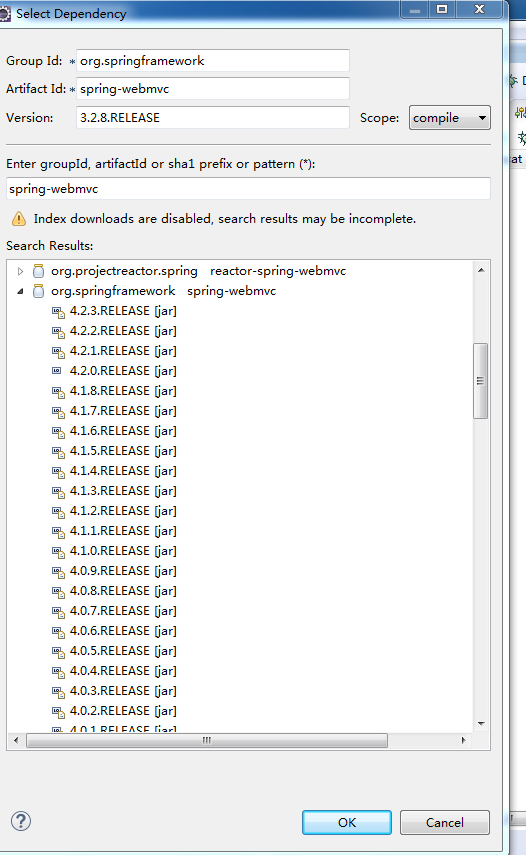 Select Dependency
Group Id: * org.springframework
Artifact Id: * spring-webmvc
Version: 3.2.8.RELEASE Scope: compile
Enter groupId, artifactId or sha1 prefix or pattern (*):
spring-webmvc
Index downloads are disabled, search results may be incomplete.
Search Results:
org.projectreactor.spring reactor-spring-webmvc
org.springframework spring-webmvc
4.2.3.RELEASE [jar]
4.2.2.RELEASE [jar]
4.2.1.RELEASE [jar]
4.2.0.RELEASE [jar]
4.1.8.RELEASE [jar]
4.1.7.RELEASE [jar]
4.1.6.RELEASE [jar]
4.1.5.RELEASE [jar]
4.1.4.RELEASE [jar]
4.1.3.RELEASE [jar]
4.1.2.RELEASE [jar]
4.1.1.RELEASE [jar]
4.1.0.RELEASE [jar]
4.0.9.RELEASE [jar]
4.0.8.RELEASE [jar]
4.0.7.RELEASE [jar]
4.0.6.RELEASE [jar]
4.0.5.RELEASE [jar]
4.0.4.RELEASE [jar]
4.0.3.RELEASE [jar]
4.0.2.RELEASE [jar]
4.0.1.RELEASE [jar]
OK Cancel
at